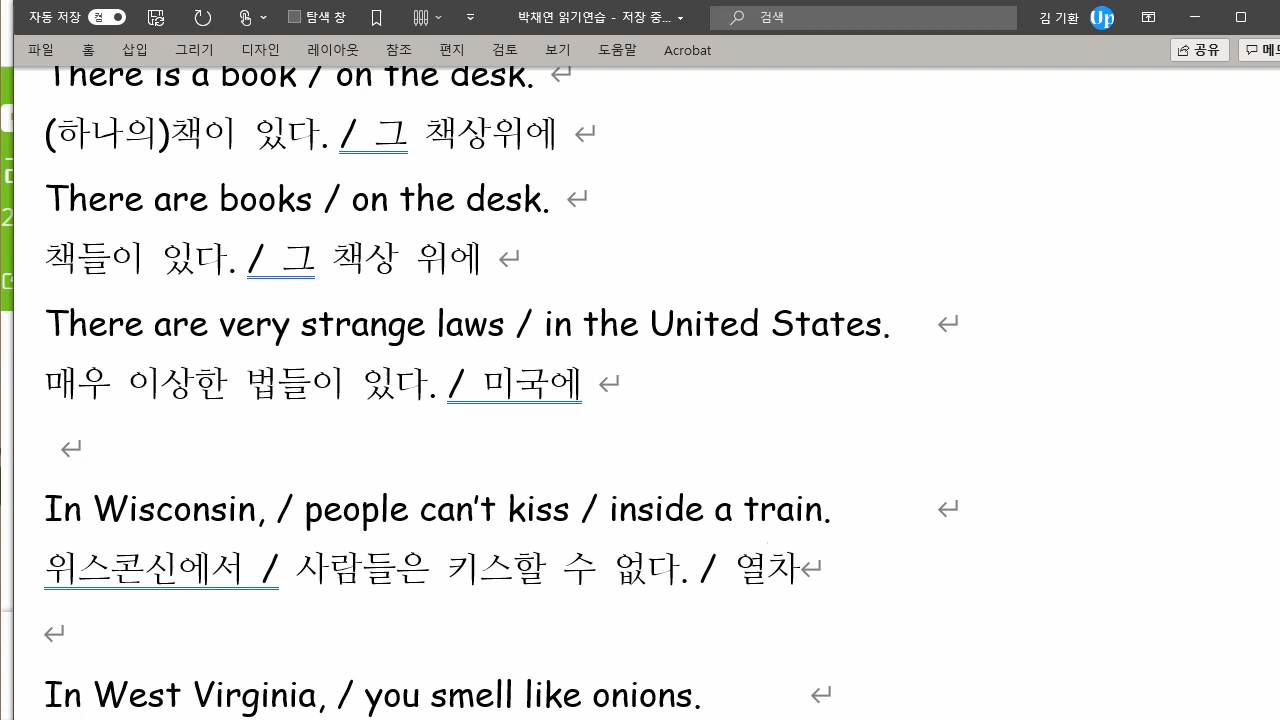 자동 저장 켬 탐색 창 박채연 읽기연습 - 저장 중... 검색 김 기환 Up
파일 홈 삽입 그리기 디자인 레이아웃 참조 편지 검토 보기 도움말 Acrobat 공유
There is a book / on the desk.
(하나의)책이 있다. / 그 책상위에
There are books / on the desk.
책들이 있다. / 그 책상 위에
There are very strange laws / in the United States.
매우 이상한 법들이 있다. / 미국에
In Wisconsin, / people can't kiss / inside a train.
위스콘신에서 / 사람들은 키스할 수 없다. / 열차
In West Virginia, / you smell like onions.